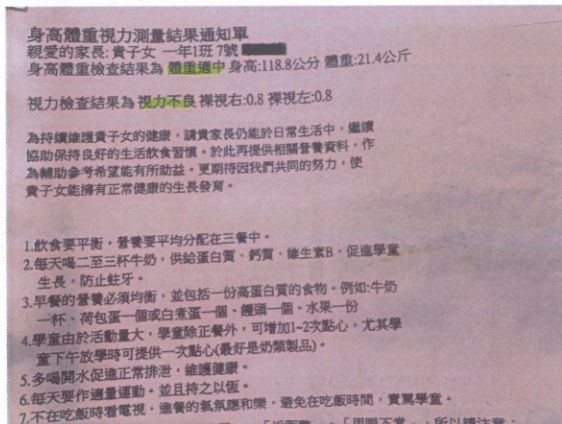 身高體重視力測量結果通知單
親愛的家長: 貴子女 一年1班 7號
身高體重檢查結果為 體重適中 身高:118.8公分 體重:21.4公斤
視力檢查結果為 視力不良 裸視右:0.8 裸視左:0.8
為持續維護貴子女的健康，請貴家長仍能於日常生活中，繼續
協助保持良好的生活飲食習慣。於此再提供相關營養資料，作
為輔助參考希望能有所助益。更期待因我們共同的努力，使
貴子女能擁有正常健康的生長發育。
1.飲食要平衡，營養要平均分配在三餐中。
2.每天喝二至三杯牛奶，供給蛋白質、鈣質、維生素B，促進學童
生長，防止蛀牙。
3.早餐的營養必須均衡，並包括一份高蛋白質的食物。例如:牛奶
一杯、荷包蛋一個或白煮蛋一個、饅頭一個、水果一份
4.學童由於活動量大，學童除正餐外，可增加1~2次點心，尤其學
童下午放學時可提供一次點心(最好是奶類製品)。
5.多喝開水促進正常排泄，維護健康。
6.每天要作適量運動。並且持之以恆。
7.不在吃飯時看電視，進餐的氣氛應和樂，避免在吃飯時間，責罵學童。